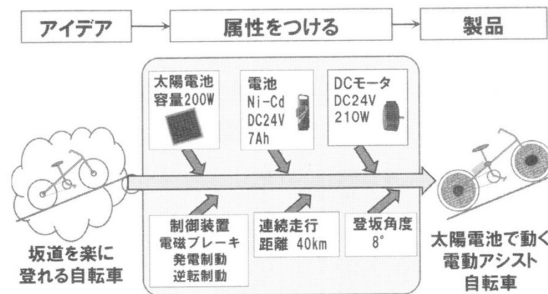 アイデア
属性をつける
製品
太陽電池
容量200W
電池
Ni-Cd
DC24V
7Ah
DCモータ
DC24V
210W
制御装置
電磁ブレーキ
発電制動
逆転制動
連続走行
距離 40km
登坂角度
8°
坂道を楽に
登れる自転車
太陽電池で動く
電動アシスト
自転車